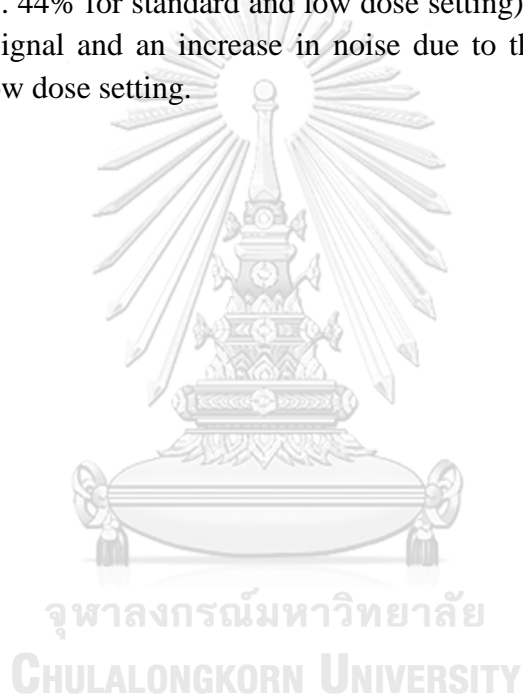 . 44% for standard and low dose setting)
ignal and an increase in noise due to th
ow dose setting.
จุฬาลงกรณ์มหาวิทยาลัย
CHULALONGKORN UNIVERSITY